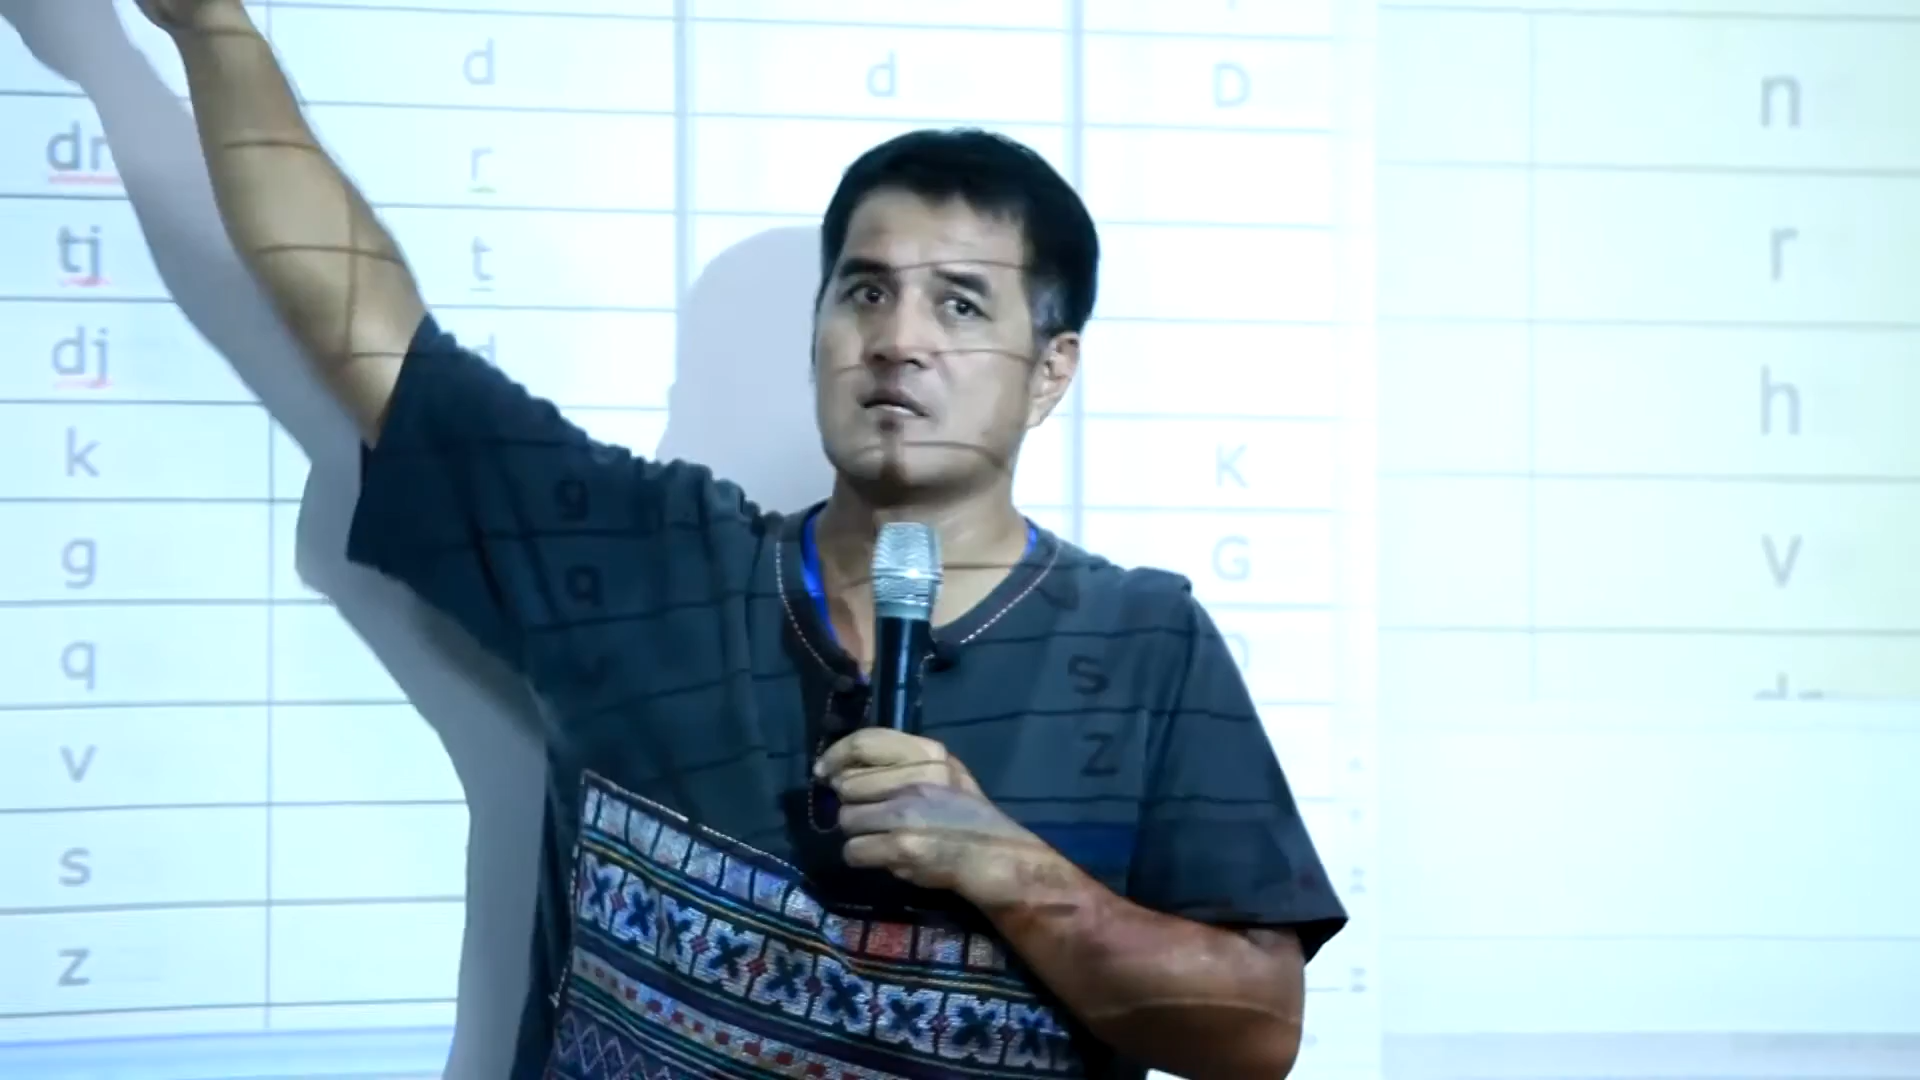 d d D n
dr r
tj t r
dj d h
k K
g g G v
q q
v s
s z
z